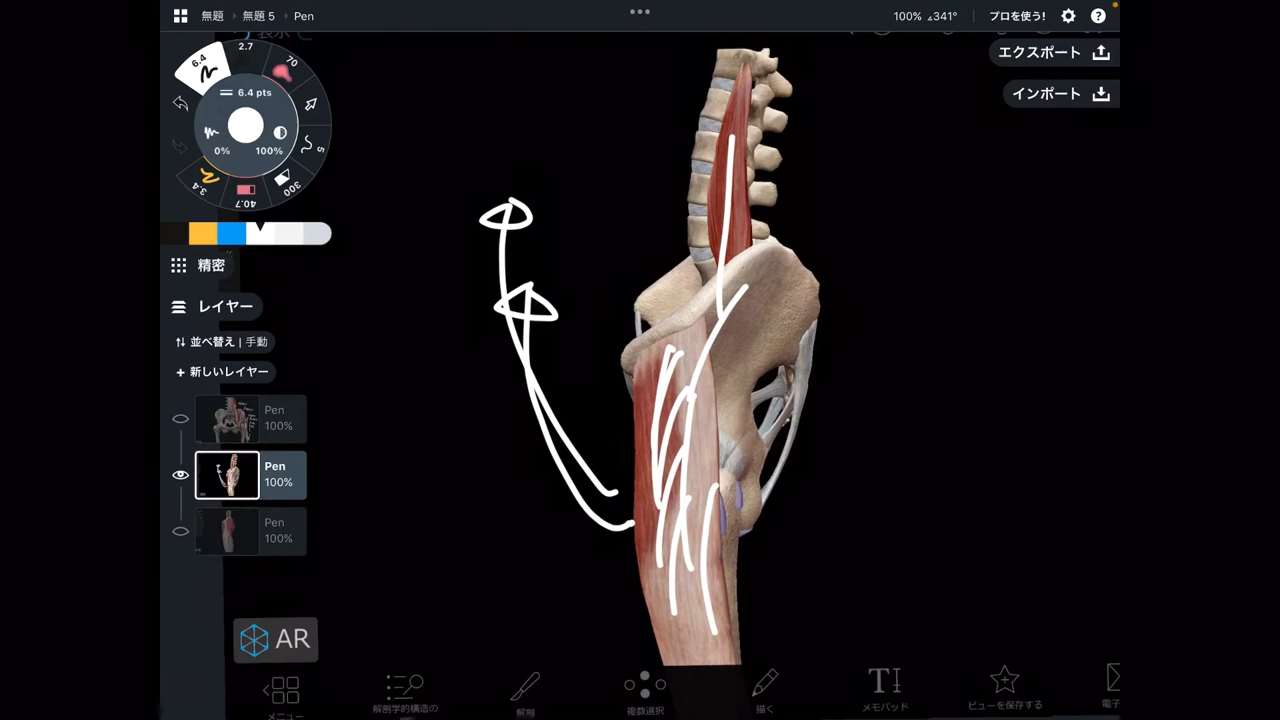 無題 無題 5 Pen
100% ⊿341° プロを使う!
エクスポート
インポート
2.7
6.4
70
6.4 pts
0% 100%
5
3.4
40.7
300
精密
レイヤー
並べ替え | 手動
+ 新しいレイヤー
Pen
100%
Pen
100%
Pen
100%
AR
メニュー
解剖学的構造の
解剖
複数選択
描く
メモパッド
ビューを保存する
電子